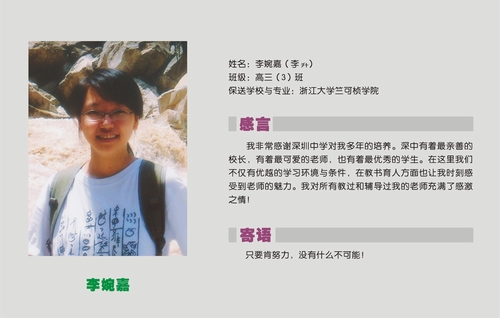 姓名：李婉嘉（李卉）
班级：高三（3）班
保送学校与专业：浙江大学竺可桢学院
感言
我非常感谢深圳中学对我多年的培养。深中有着最亲善的
校长，有着最可爱的老师，也有着最优秀的学生。在这里我们
不仅有优越的学习环境与条件，在教书育人方面也让我时刻感
受到老师的魅力。我对所有教过和辅导过我的老师充满了感激
之情！
寄语
只要肯努力，没有什么不可能！
李婉嘉